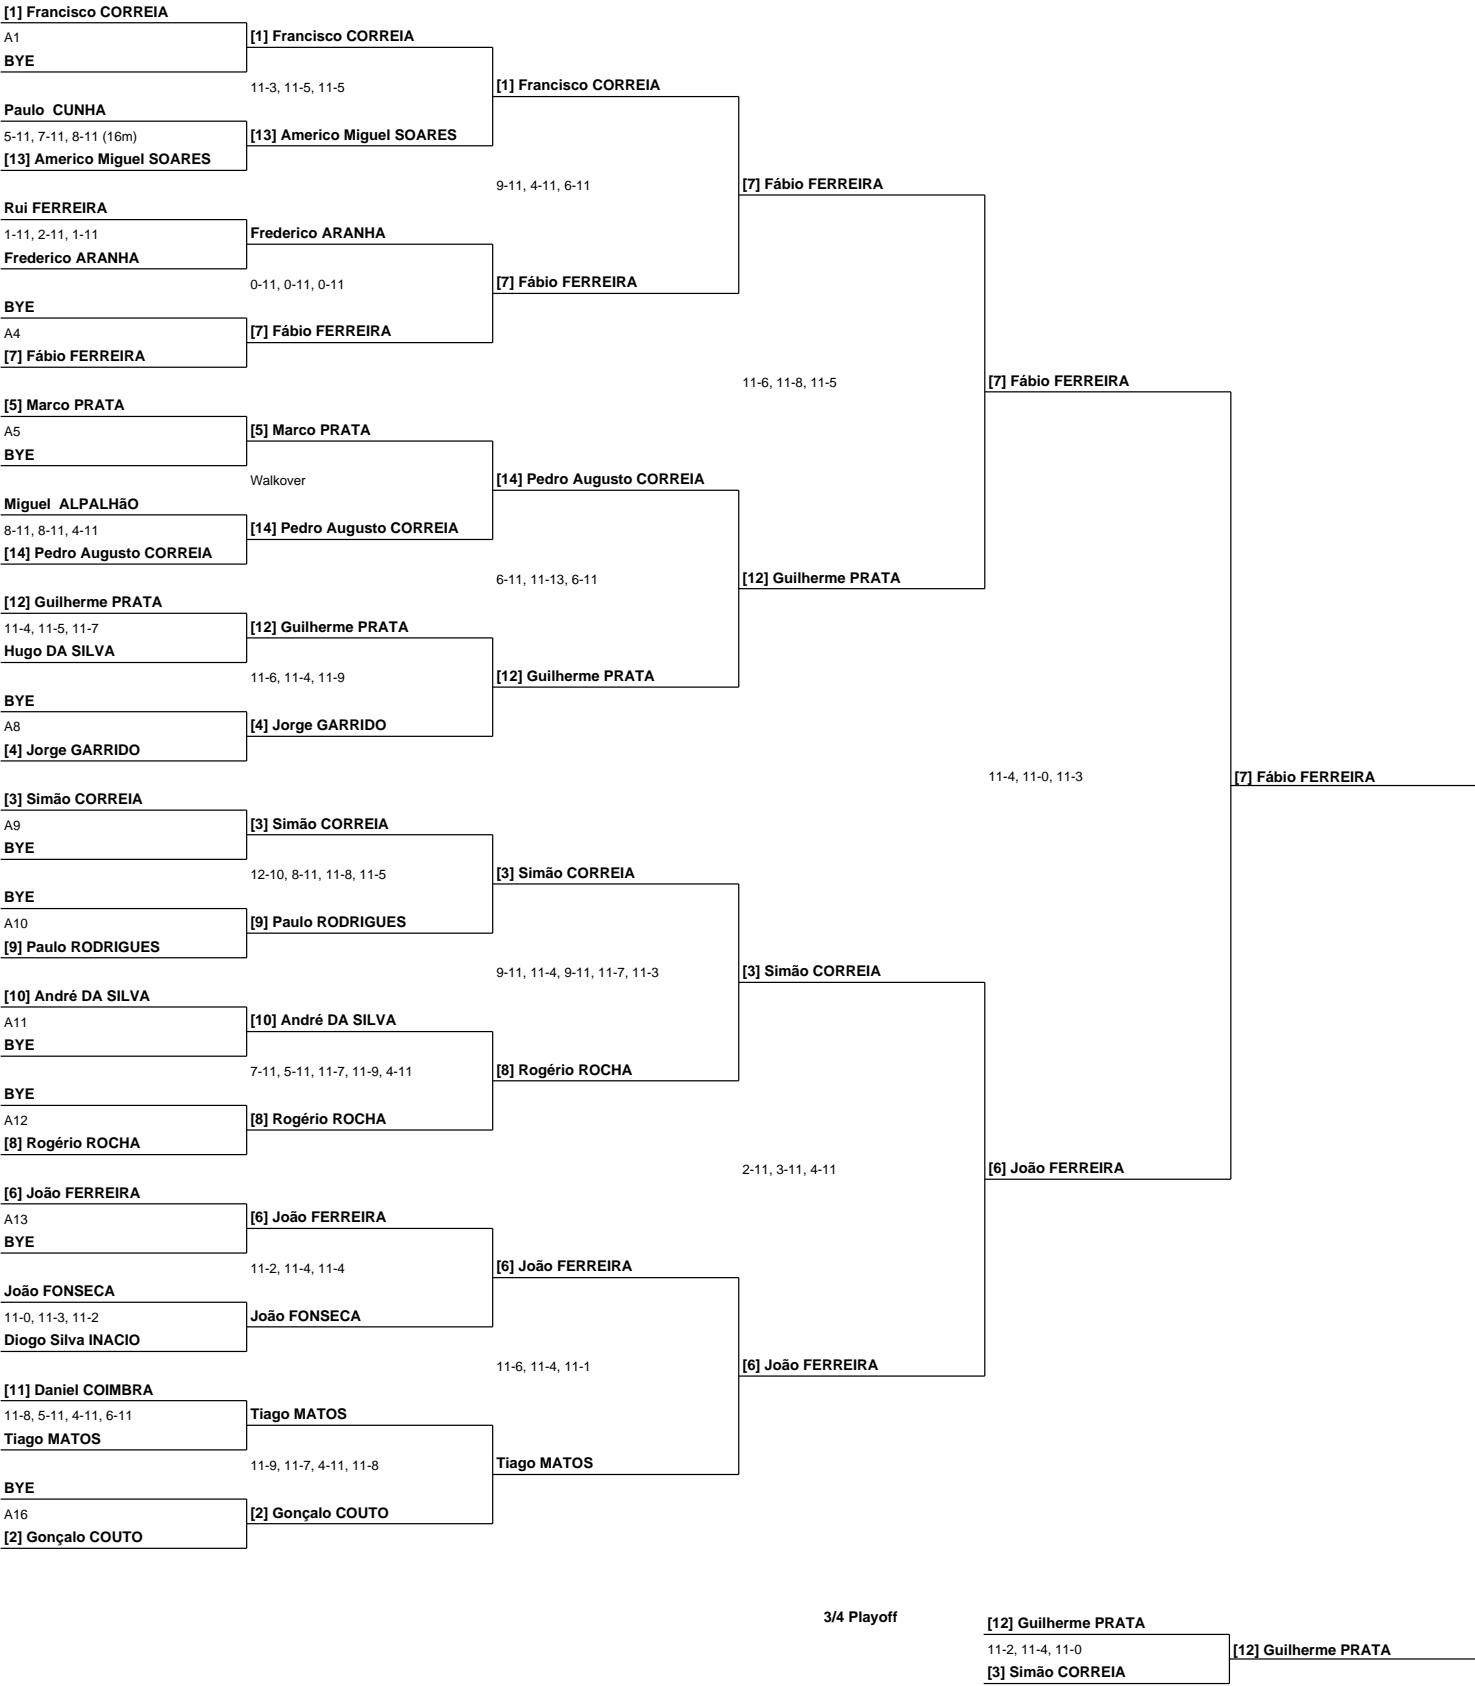 [1] Francisco CORREIA
A1
BYE
Paulo  CUNHA
5-11, 7-11, 8-11 (16m)
[13] Americo Miguel SOARES
Rui FERREIRA
1-11, 2-11, 1-11
Frederico ARANHA
BYE
A4
[7] Fábio FERREIRA
[5] Marco PRATA
A5
BYE
Miguel  ALPALHãO
8-11, 8-11, 4-11
[14] Pedro Augusto CORREIA
[12] Guilherme PRATA
11-4, 11-5, 11-7
Hugo DA SILVA
BYE
A8
[4] Jorge GARRIDO
[3] Simão CORREIA
A9
BYE
BYE
A10
[9] Paulo RODRIGUES
[10] André DA SILVA
A11
BYE
BYE
A12
[8] Rogério ROCHA
[6] João FERREIRA
A13
BYE
João FONSECA
11-0, 11-3, 11-2
Diogo Silva INACIO
[11] Daniel COIMBRA
11-8, 5-11, 4-11, 6-11
Tiago MATOS
BYE
A16
[2] Gonçalo COUTO
[1] Francisco CORREIA
11-3, 11-5, 11-5
[13] Americo Miguel SOARES
Frederico ARANHA
0-11, 0-11, 0-11
[7] Fábio FERREIRA
[5] Marco PRATA
Walkover
[14] Pedro Augusto CORREIA
[12] Guilherme PRATA
11-6, 11-4, 11-9
[4] Jorge GARRIDO
[3] Simão CORREIA
12-10, 8-11, 11-8, 11-5
[9] Paulo RODRIGUES
[10] André DA SILVA
7-11, 5-11, 11-7, 11-9, 4-11
[8] Rogério ROCHA
[6] João FERREIRA
11-2, 11-4, 11-4
João FONSECA
Tiago MATOS
11-9, 11-7, 4-11, 11-8
[2] Gonçalo COUTO
[1] Francisco CORREIA
9-11, 4-11, 6-11
[7] Fábio FERREIRA
[14] Pedro Augusto CORREIA
6-11, 11-13, 6-11
[12] Guilherme PRATA
[3] Simão CORREIA
9-11, 11-4, 9-11, 11-7, 11-3
[8] Rogério ROCHA
[6] João FERREIRA
11-6, 11-4, 11-1
Tiago MATOS
[7] Fábio FERREIRA
11-6, 11-8, 11-5
[12] Guilherme PRATA
[3] Simão CORREIA
2-11, 3-11, 4-11
[6] João FERREIRA
[7] Fábio FERREIRA
11-4, 11-0, 11-3
[6] João FERREIRA
[7] Fábio FERREIRA
3/4 Playoff
[12] Guilherme PRATA
11-2, 11-4, 11-0
[3] Simão CORREIA
[12] Guilherme PRATA